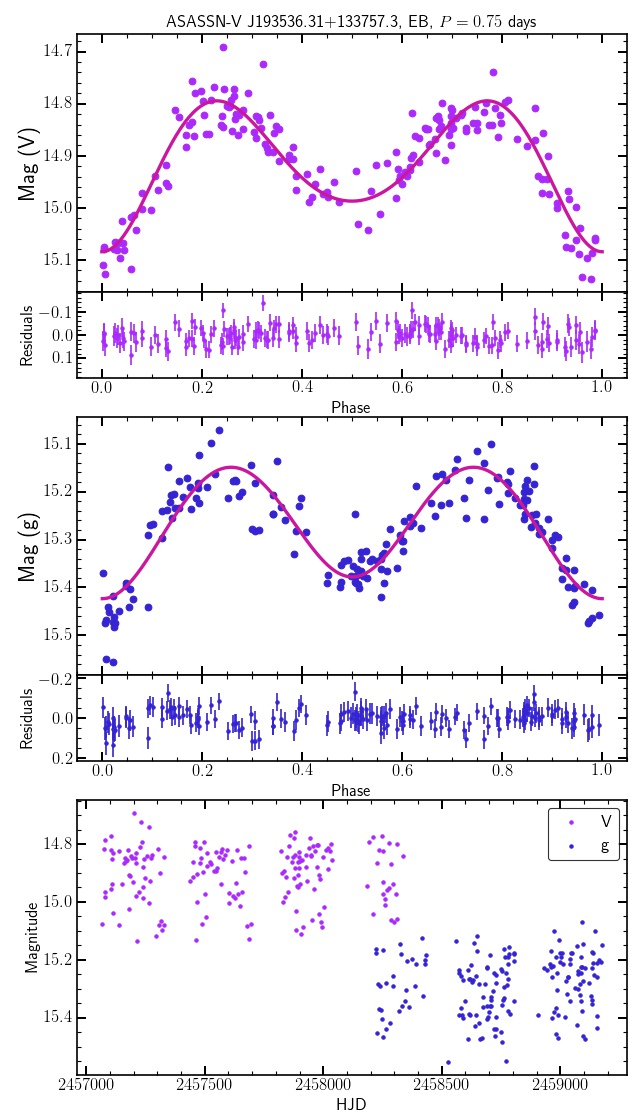 ASASSN-V J193536.31+133757.3, EB, P = 0.75 days
14.7
14.8
14.9
15.0
15.1
Mag (V)
−0.1
0.0
0.1
Residuals
0.0 0.2 0.4 0.6 0.8 1.0
Phase
15.1
15.2
15.3
15.4
15.5
Mag (g)
−0.2
0.0
0.2
Residuals
0.0 0.2 0.4 0.6 0.8 1.0
Phase
V
g
14.8
15.0
15.2
15.4
Magnitude
2457000 2457500 2458000 2458500 2459000
HJD